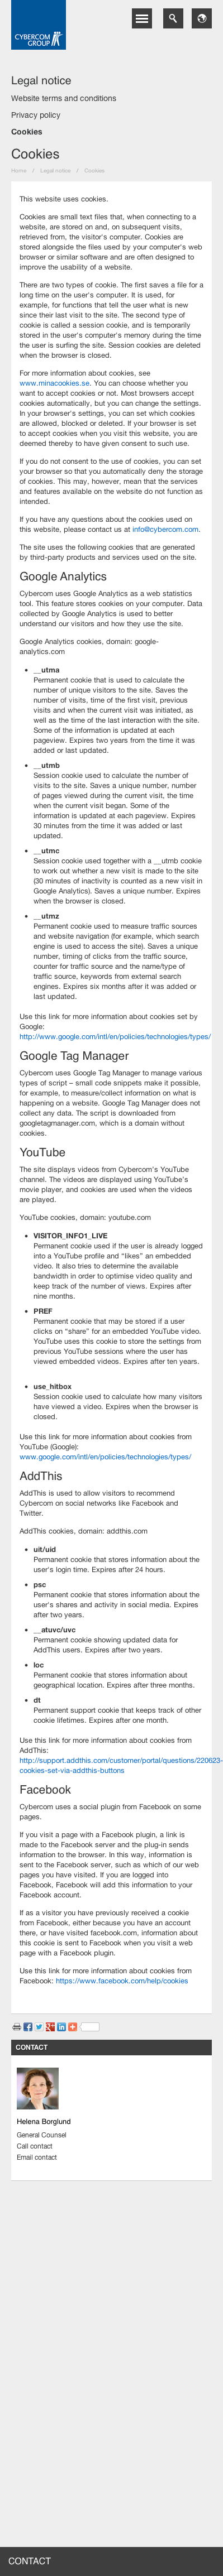 CYBERCOM
GROUP
Legal notice
Website terms and conditions
Privacy policy
Cookies
Cookies
Home / Legal notice / Cookies
This website uses cookies.
Cookies are small text files that, when connecting to a
website, are stored on and, on subsequent visits,
retrieved from, the visitor's computer. Cookies are
stored alongside the files used by your computer's web
browser or similar software and are often designed to
improve the usability of a website.
There are two types of cookie. The first saves a file for a
long time on the user's computer. It is used, for
example, for functions that tell the user what is new
since their last visit to the site. The second type of
cookie is called a session cookie, and is temporarily
stored in the user's computer's memory during the time
the user is surfing the site. Session cookies are deleted
when the browser is closed.
For more information about cookies, see
www.minacookies.se. You can choose whether you
want to accept cookies or not. Most browsers accept
cookies automatically, but you can change the settings.
In your browser's settings, you can set which cookies
are allowed, blocked or deleted. If your browser is set
to accept cookies when you visit this website, you are
deemed thereby to have given consent to such use.
If you do not consent to the use of cookies, you can set
your browser so that you automatically deny the storage
of cookies. This may, however, mean that the services
and features available on the website do not function as
intended.
If you have any questions about the cookies used on
this website, please contact us at info@cybercom.com.
The site uses the following cookies that are generated
by third-party products and services used on the site.
Google Analytics
Cybercom uses Google Analytics as a web statistics
tool. This feature stores cookies on your computer. Data
collected by Google Analytics is used to better
understand our visitors and how they use the site.
Google Analytics cookies, domain: google-
analytics.com
__utma
Permanent cookie that is used to calculate the
number of unique visitors to the site. Saves the
number of visits, time of the first visit, previous
visits and when the current visit was initiated, as
well as the time of the last interaction with the site.
Some of the information is updated at each
pageview. Expires two years from the time it was
added or last updated.
__utmb
Session cookie used to calculate the number of
visits to the site. Saves a unique number, number
of pages viewed during the current visit, the time
when the current visit began. Some of the
information is updated at each pageview. Expires
30 minutes from the time it was added or last
updated.
__utmc
Session cookie used together with a __utmb cookie
to work out whether a new visit is made to the site
(30 minutes of inactivity is counted as a new visit in
Google Analytics). Saves a unique number. Expires
when the browser is closed.
__utmz
Permanent cookie used to measure traffic sources
and website navigation (for example, which search
engine is used to access the site). Saves a unique
number, timing of clicks from the traffic source,
counter for traffic source and the name/type of
traffic source, keywords from external search
engines. Expires six months after it was added or
last updated.
Use this link for more information about cookies set by
Google:
http://www.google.com/intl/en/policies/technologies/types/
Google Tag Manager
Cybercom uses Google Tag Manager to manage various
types of script – small code snippets make it possible,
for example, to measure/collect information on what is
happening on a website. Google Tag Manager does not
collect any data. The script is downloaded from
googletagmanager.com, which is a domain without
cookies.
YouTube
The site displays videos from Cybercom's YouTube
channel. The videos are displayed using YouTube's
movie player, and cookies are used when the videos
are played.
YouTube cookies, domain: youtube.com
VISITOR_INFO1_LIVE
Permanent cookie used if the user is already logged
into a YouTube profile and "likes" an embedded
video. It also tries to determine the available
bandwidth in order to optimise video quality and
keep track of the number of views. Expires after
nine months.
PREF
Permanent cookie that may be stored if a user
clicks on "share" for an embedded YouTube video.
YouTube uses this cookie to store the settings from
previous YouTube sessions where the user has
viewed embedded videos. Expires after ten years.
use_hitbox
Session cookie used to calculate how many visitors
have viewed a video. Expires when the browser is
closed.
Use this link for more information about cookies from
YouTube (Google):
www.google.com/intl/en/policies/technologies/types/
AddThis
AddThis is used to allow visitors to recommend
Cybercom on social networks like Facebook and
Twitter.
AddThis cookies, domain: addthis.com
uit/uid
Permanent cookie that stores information about the
user's login time. Expires after 24 hours.
psc
Permanent cookie that stores information about the
user's shares and activity in social media. Expires
after two years.
__atuvc/uvc
Permanent cookie showing updated data for
AddThis users. Expires after two years.
loc
Permanent cookie that stores information about
geographical location. Expires after three months.
dt
Permanent support cookie that keeps track of other
cookie lifetimes. Expires after one month.
Use this link for more information about cookies from
AddThis:
http://support.addthis.com/customer/portal/questions/220623-
cookies-set-via-addthis-buttons
Facebook
Cybercom uses a social plugin from Facebook on some
pages.
If you visit a page with a Facebook plugin, a link is
made to the Facebook server and the plug-in sends
information to the browser. In this way, information is
also sent to the Facebook server, such as which of our web
pages you have visited. If you are logged into
Facebook, Facebook will add this information to your
Facebook account.
If as a visitor you have previously received a cookie
from Facebook, either because you have an account
there, or have visited facebook.com, information about
this cookie is sent to Facebook when you visit a web
page with a Facebook plugin.
Use this link for more information about cookies from
Facebook: https://www.facebook.com/help/cookies
CONTACT
Helena Borglund
General Counsel
Call contact
Email contact
CONTACT